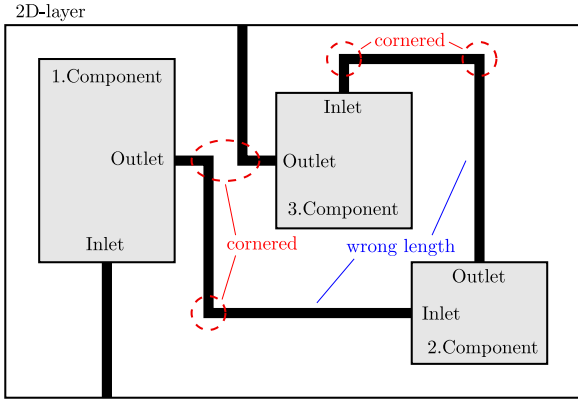 2D-layer
cornered
1.Component
Inlet
Outlet
Outlet
3.Component
Inlet
cornered
wrong length
Outlet
Inlet
2.Component